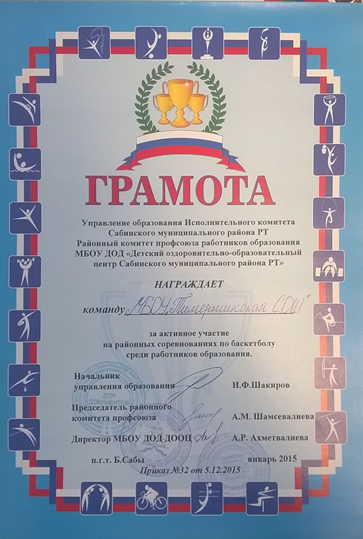 ГРАМОТА
Управление образования Исполнительного комитета
Сабинского муниципального района РТ
Районный комитет профсоюза работников образования
МБОУ ДОД «Детский оздоровительно-образовательный
центр Сабинского муниципального района РТ»
НАГРАЖДАЕТ
команду МБОУ "Тимершикская СОШ"
за активное участие
на районных соревнованиях по баскетболу
среди работников образования.
Начальник
управления образования И.Ф.Шакиров
Председатель районного
комитета профсоюза А.М. Шамсевалиева
Директор МБОУ ДОД ДООЦ А.Р. Ахметвалиева
п.г.т. Б.Сабы январь 2015
Приказ №32 от 5.12.2015